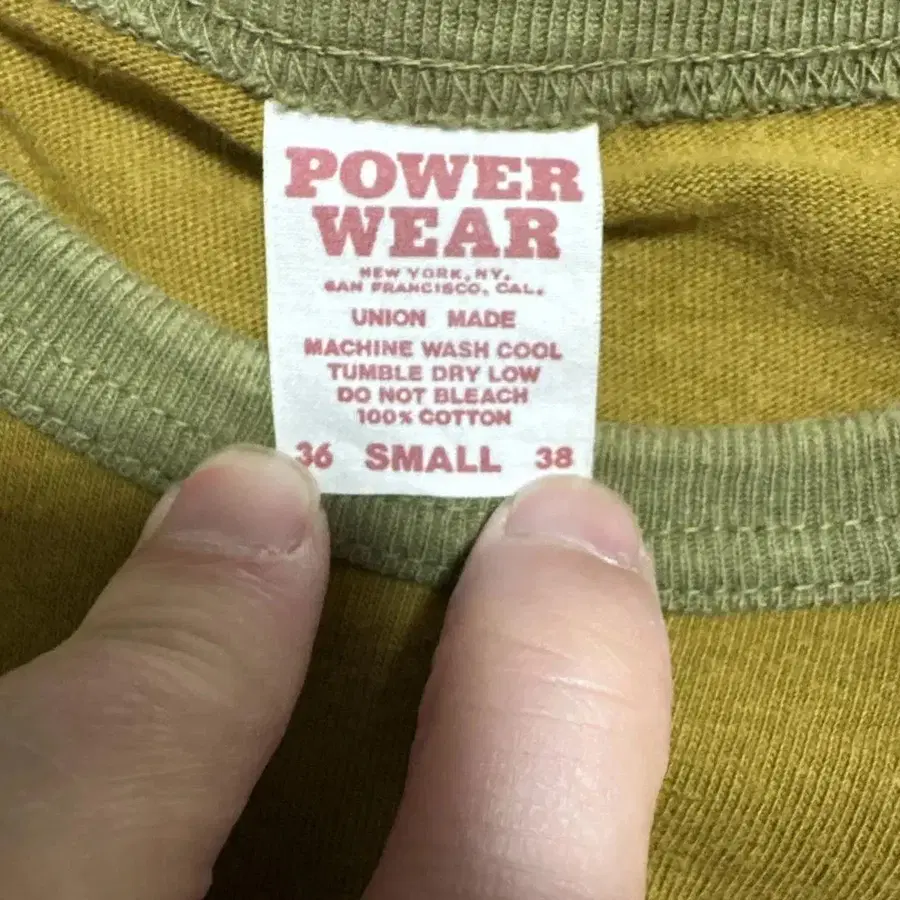 POWER
WEAR
NEW YORK, NY.
SAN FRANCISCO, CAL.
UNION MADE
MACHINE WASH COOL
TUMBLE DRY LOW
DO NOT BLEACH
100% COTTON
36 SMALL 38